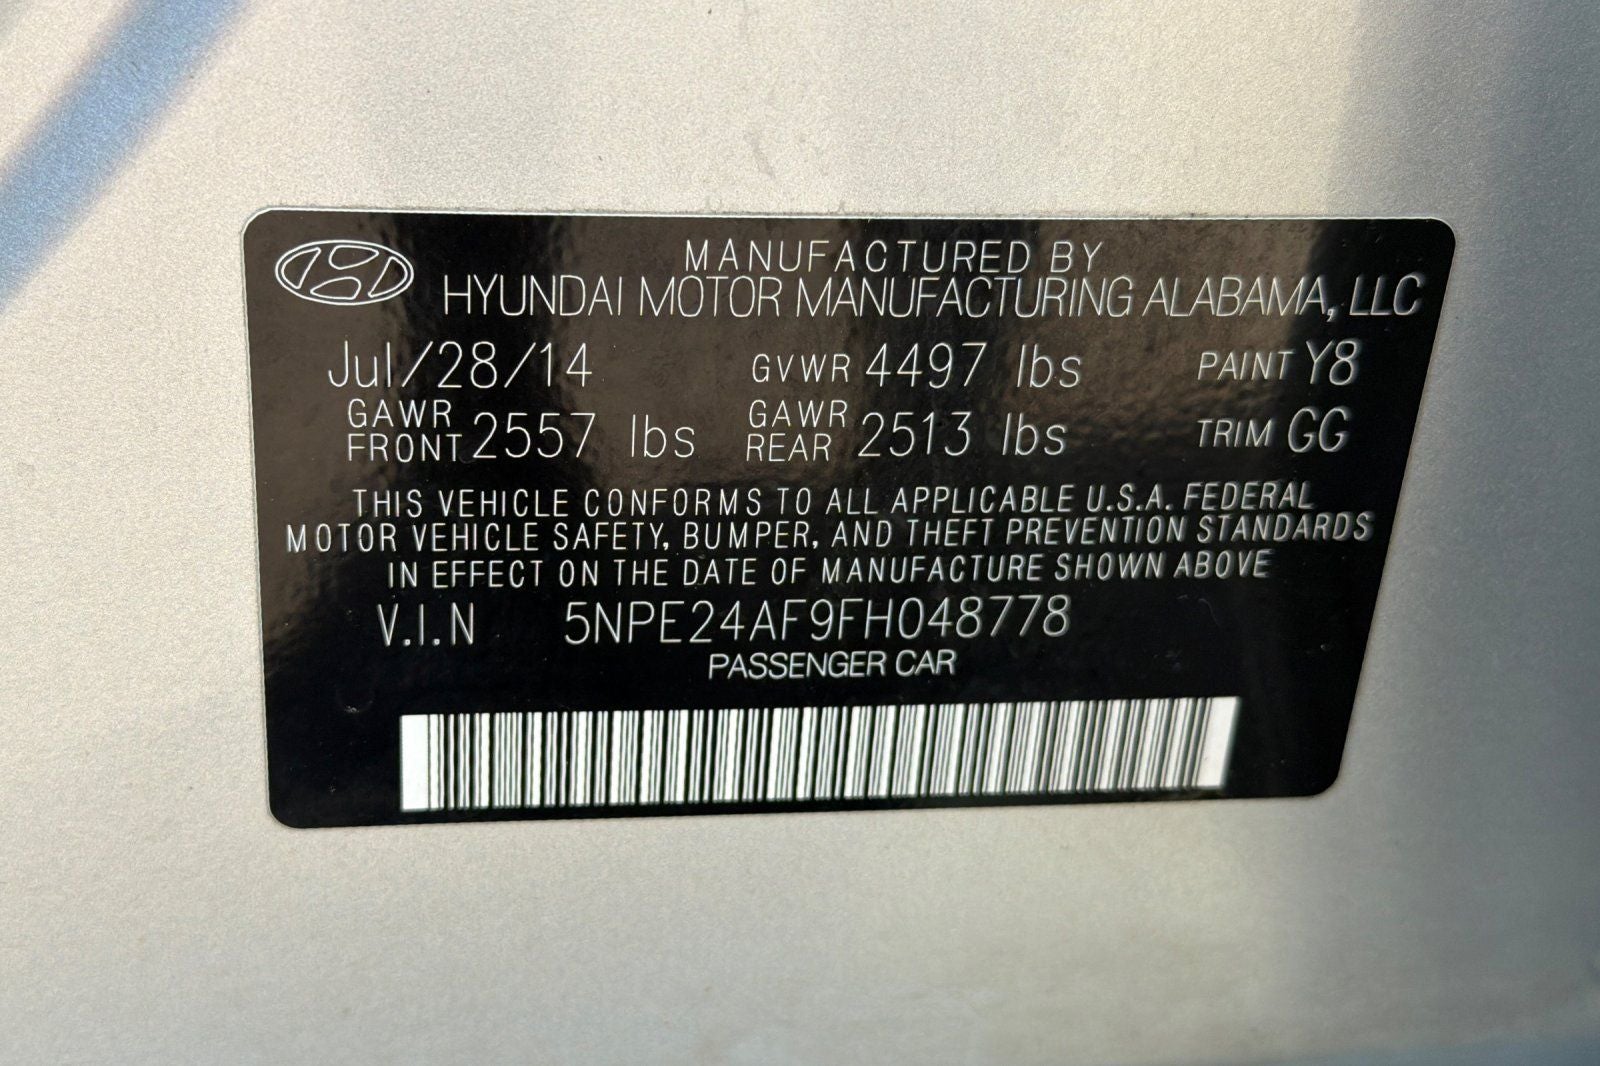 MANUFACTURED BY
HYUNDAI MOTOR MANUFACTURING ALABAMA, LLC
Jul/28/14 GVWR 4497 lbs PAINT Y8
GAWR FRONT 2557 lbs GAWR REAR 2513 lbs TRIM GG
THIS VEHICLE CONFORMS TO ALL APPLICABLE U.S.A. FEDERAL
MOTOR VEHICLE SAFETY, BUMPER, AND THEFT PREVENTION STANDARDS
IN EFFECT ON THE DATE OF MANUFACTURE SHOWN ABOVE
V.I.N 5NPE24AF9FH048778
PASSENGER CAR